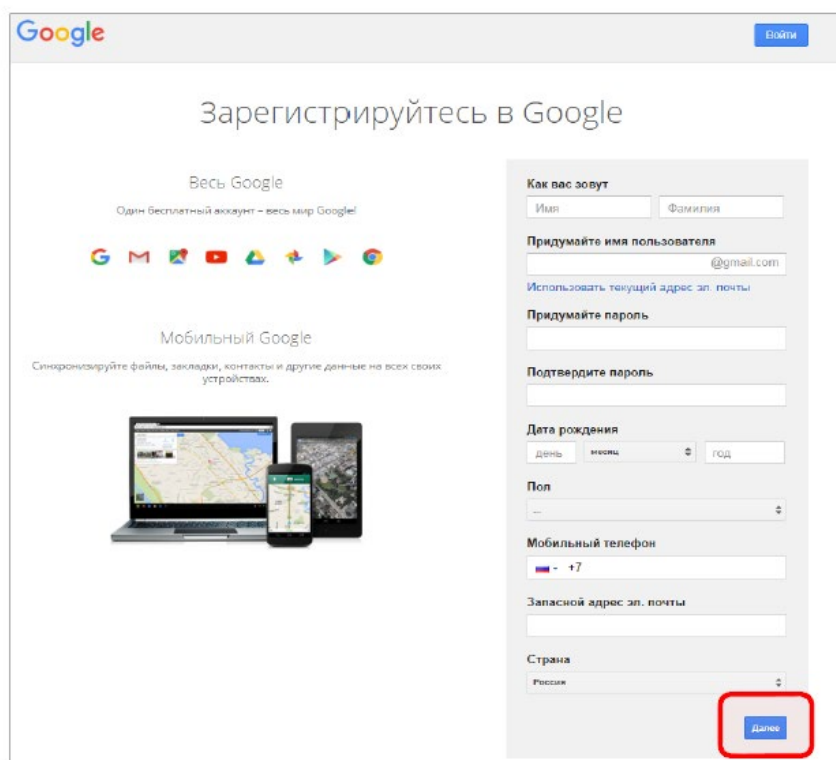 Google
Войти
Зарегистрируйтесь в Google
Весь Google
Один бесплатный аккаунт – весь мир Google!
Мобильный Google
Синхронизируйте файлы, закладки, контакты и другие данные на всех своих
устройствах.
Как вас зовут
Имя Фамилия
Придумайте имя пользователя
@gmail.com
Использовать текущий адрес эл. почты
Придумайте пароль
Подтвердите пароль
Дата рождения
день месяц год
Пол
...
Мобильный телефон
+7
Запасной адрес эл. почты
Страна
Россия
Далее